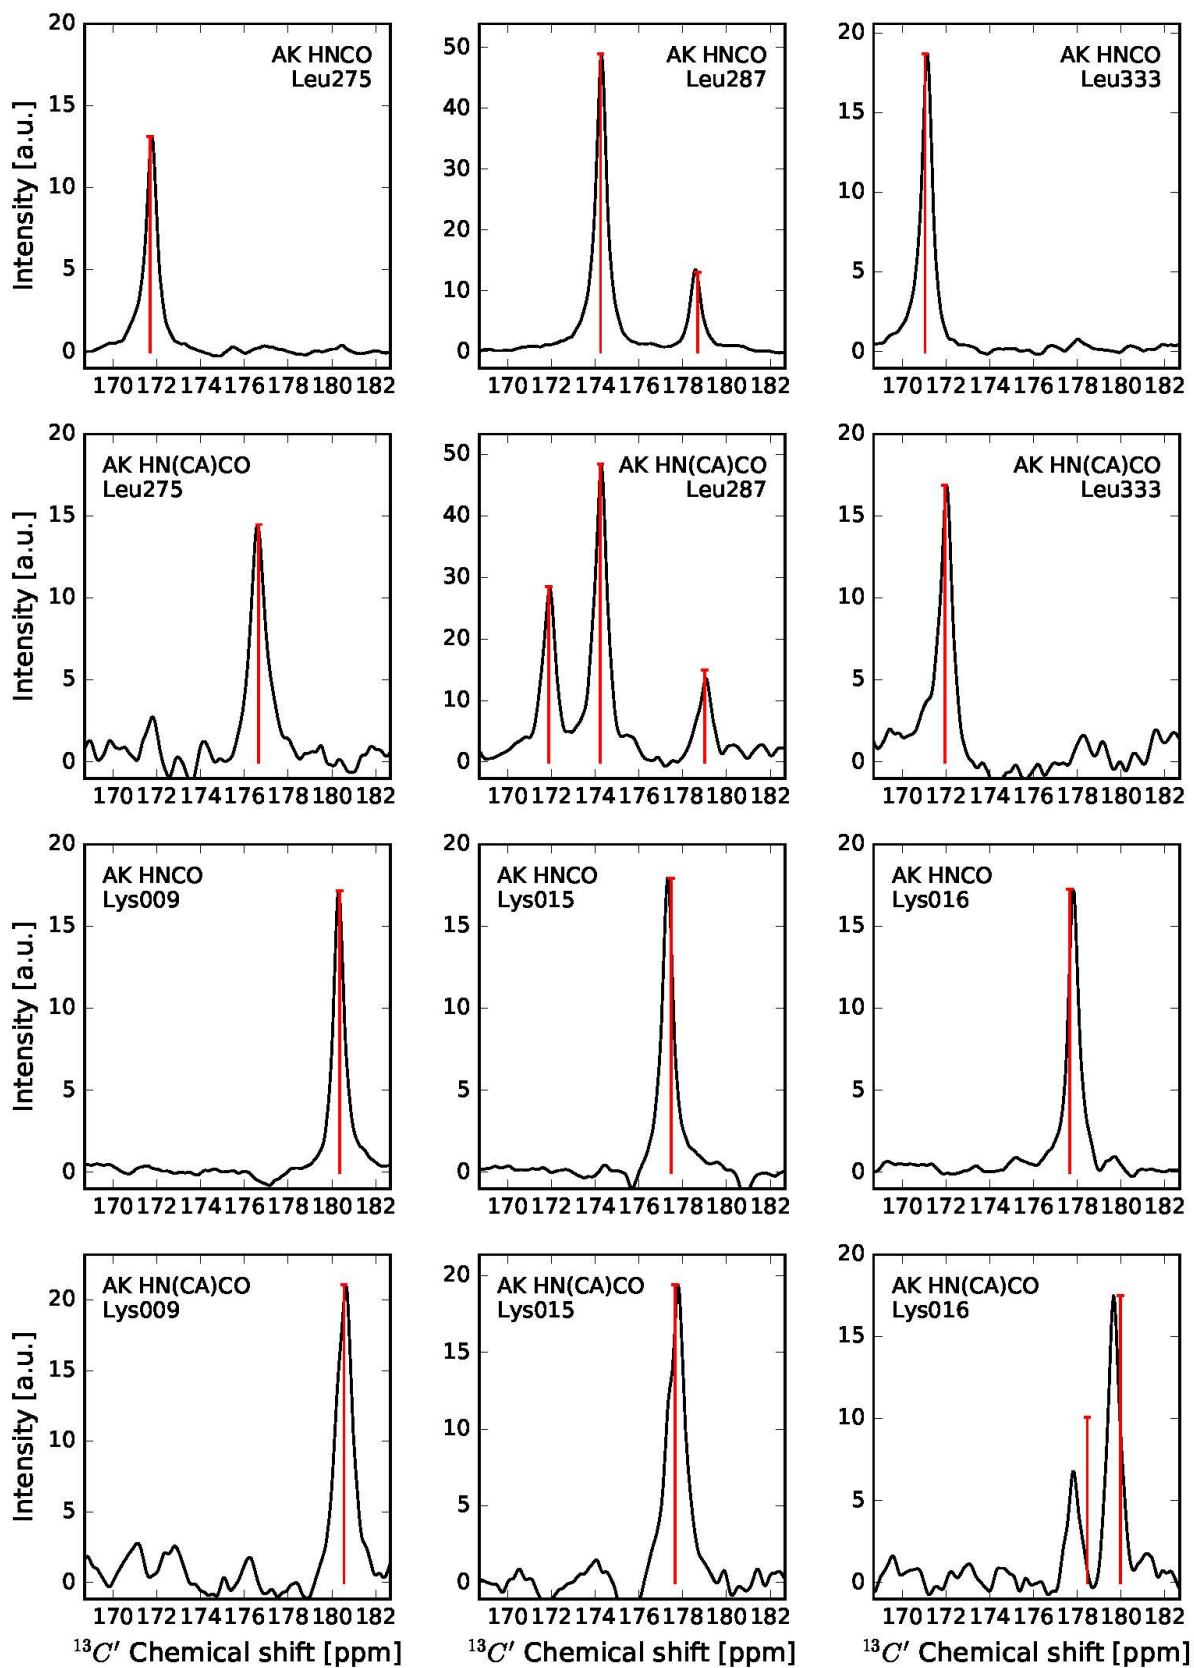 20
15
10
5
0
Intensity [a.u.]
AK HNCO
Leu275
170 172 174 176 178 180 182
50
40
30
20
10
0
AK HNCO
Leu287
170 172 174 176 178 180 182
20
15
10
5
0
AK HNCO
Leu333
170 172 174 176 178 180 182
20
15
10
5
0
Intensity [a.u.]
AK HN(CA)CO
Leu275
170 172 174 176 178 180 182
50
40
30
20
10
0
AK HN(CA)CO
Leu287
170 172 174 176 178 180 182
20
15
10
5
0
AK HN(CA)CO
Leu333
170 172 174 176 178 180 182
20
15
10
5
0
Intensity [a.u.]
AK HNCO
Lys009
170 172 174 176 178 180 182
20
15
10
5
0
AK HNCO
Lys015
170 172 174 176 178 180 182
20
15
10
5
0
AK HNCO
Lys016
170 172 174 176 178 180 182
20
15
10
5
0
Intensity [a.u.]
AK HN(CA)CO
Lys009
170 172 174 176 178 180 182
¹³C′ Chemical shift [ppm]
20
15
10
5
0
AK HN(CA)CO
Lys015
170 172 174 176 178 180 182
¹³C′ Chemical shift [ppm]
20
15
10
5
0
AK HN(CA)CO
Lys016
170 172 174 176 178 180 182
¹³C′ Chemical shift [ppm]